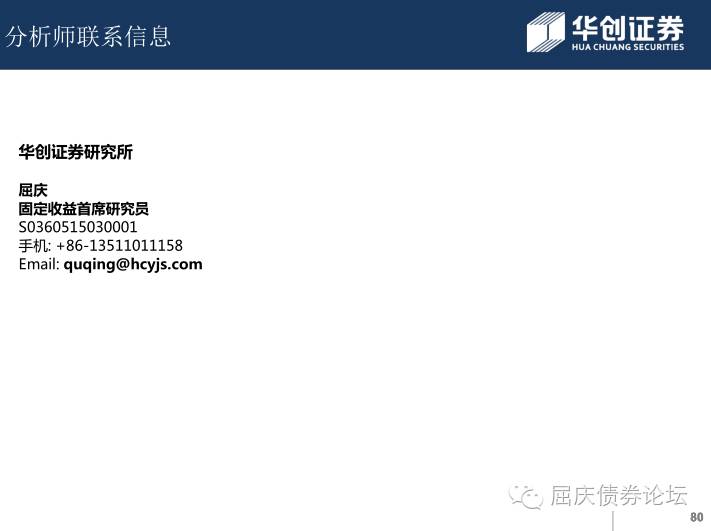 分析师联系信息
华创证券
HUA CHUANG SECURITIES
华创证券研究所
屈庆
固定收益首席研究员
S0360515030001
手机: +86-13511011158
Email: quqing@hcyjs.com
屈庆债券论坛
80